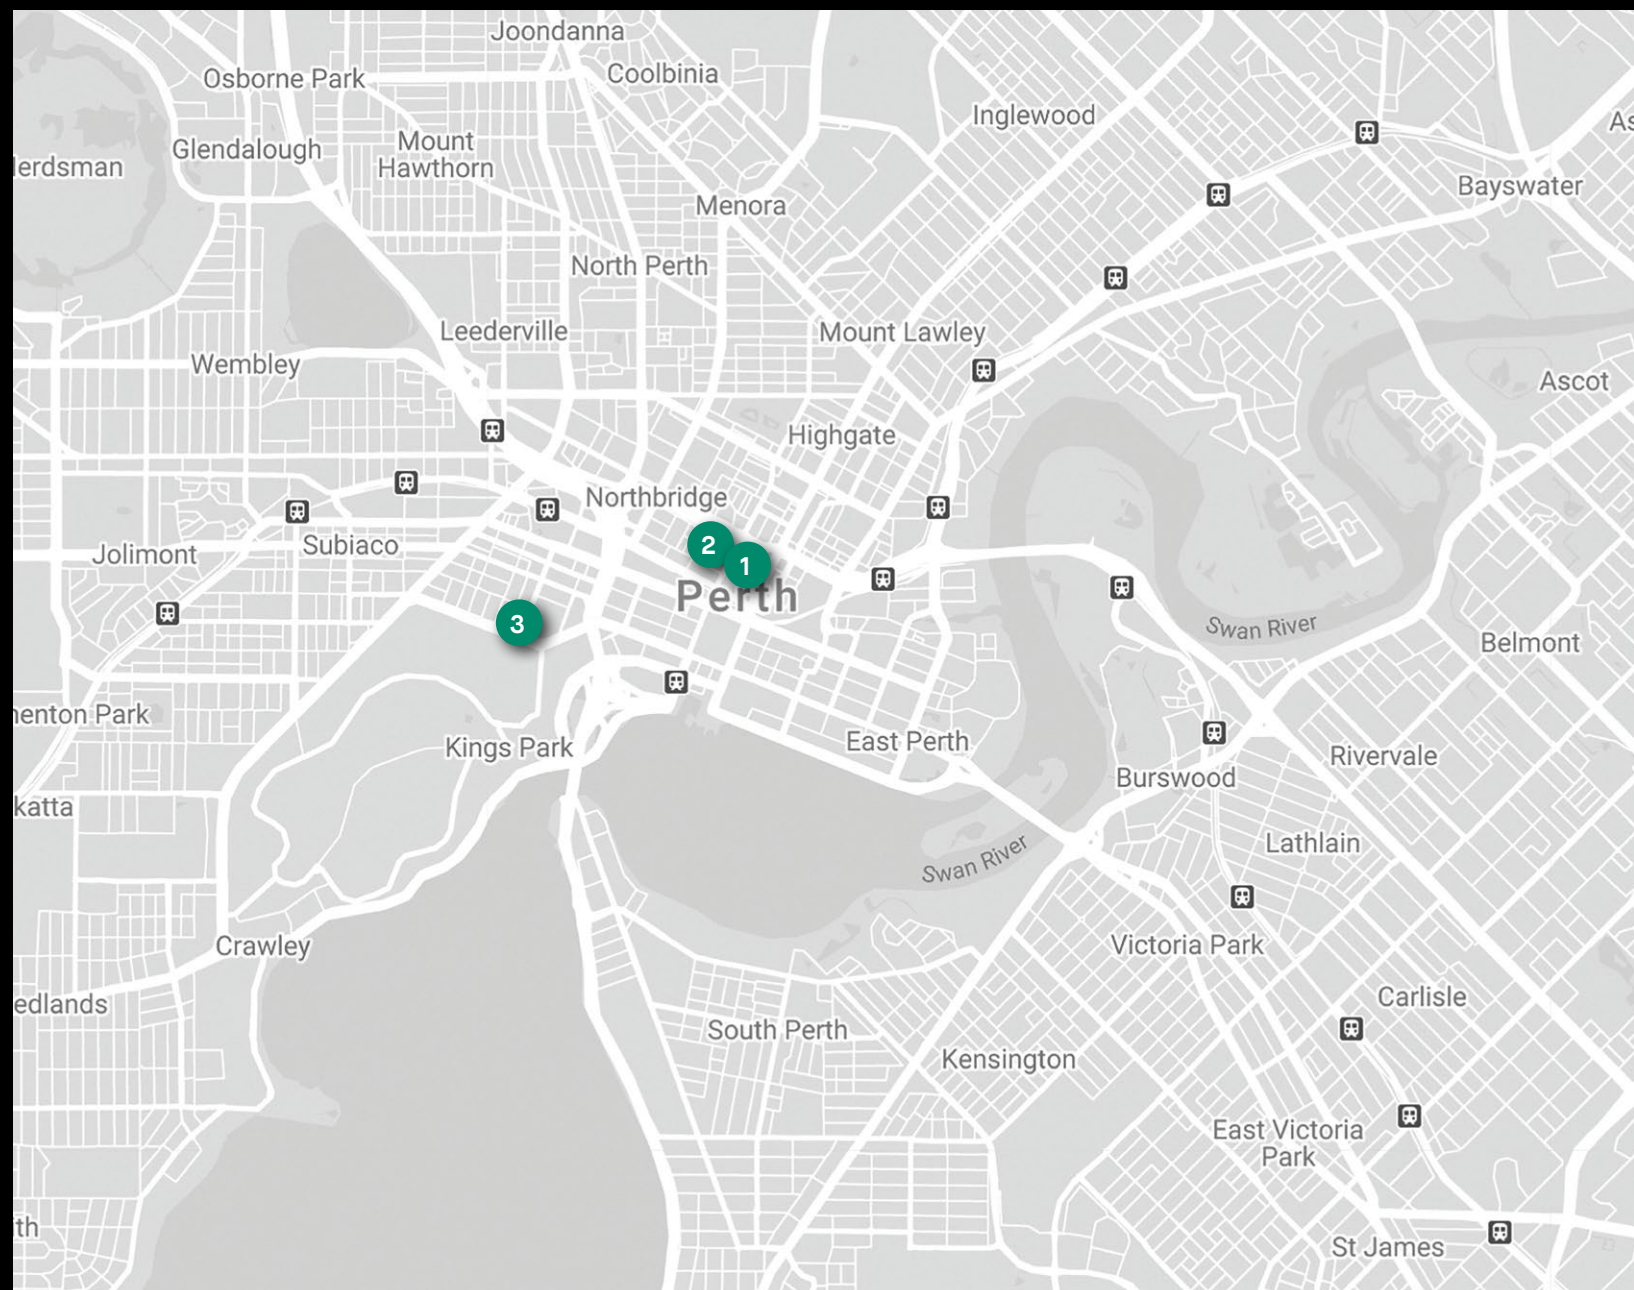 Joondanna
Osborne Park
Coolbinia
Inglewood
As
Mount
Hawthorn
Glendalough
lerdsman
Bayswater
Menora
North Perth
Leederville
Mount Lawley
Wembley
Ascot
Highgate
Northbridge
Jolimont
Subiaco
2
1
Perth
3
Swan River
Belmont
nenton Park
Kings Park
East Perth
Rivervale
Burswood
katta
Lathlain
Swan River
Crawley
Victoria Park
edlands
Carlisle
South Perth
Kensington
East Victoria
Park
ith
St James